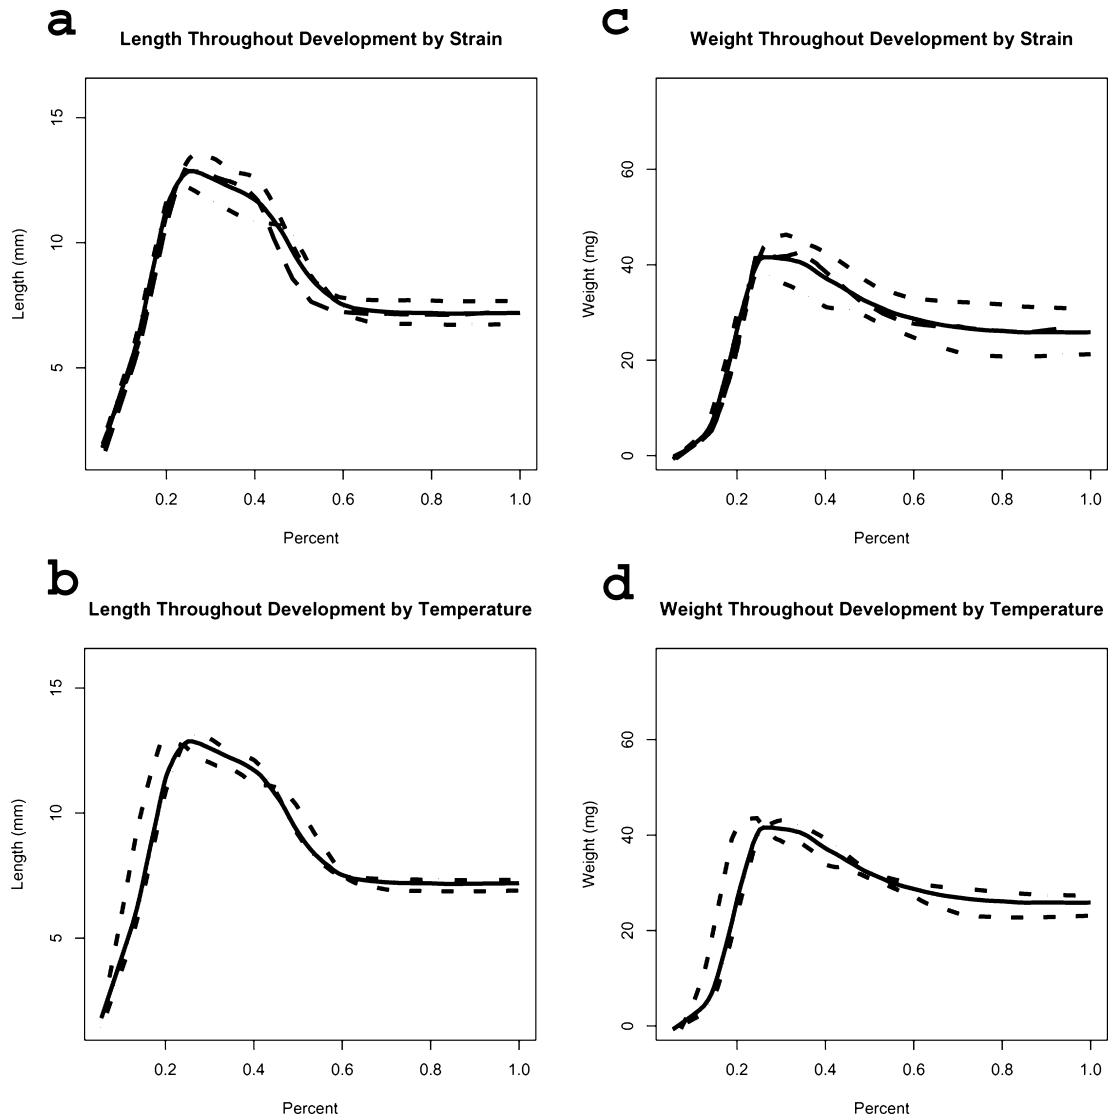 a
Length Throughout Development by Strain
Length (mm)
15
10
5
0.2 0.4 0.6 0.8 1.0
Percent
c
Weight Throughout Development by Strain
Weight (mg)
60
40
20
0
0.2 0.4 0.6 0.8 1.0
Percent
b
Length Throughout Development by Temperature
Length (mm)
15
10
5
0.2 0.4 0.6 0.8 1.0
Percent
d
Weight Throughout Development by Temperature
Weight (mg)
60
40
20
0
0.2 0.4 0.6 0.8 1.0
Percent